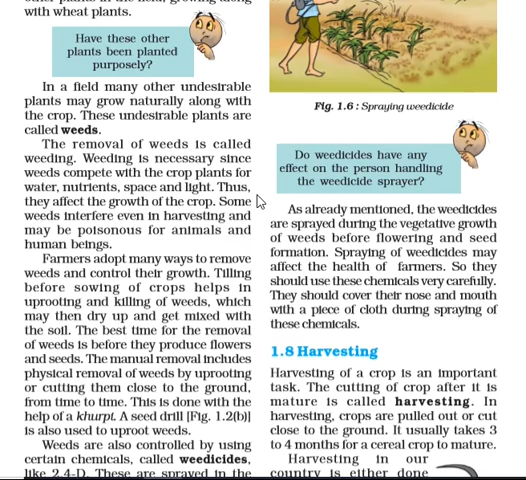 with wheat plants.
Have these other
plants been planted
purposely?
In a field many other undesirable
plants may grow naturally along with
the crop. These undesirable plants are
called weeds.
The removal of weeds is called
weeding. Weeding is necessary since
weeds compete with the crop plants for
water, nutrients, space and light. Thus,
they affect the growth of the crop. Some
weeds interfere even in harvesting and
may be poisonous for animals and
human beings.
Farmers adopt many ways to remove
weeds and control their growth. Tilling
before sowing of crops helps in
uprooting and killing of weeds, which
may then dry up and get mixed with
the soil. The best time for the removal
of weeds is before they produce flowers
and seeds. The manual removal includes
physical removal of weeds by uprooting
or cutting them close to the ground,
from time to time. This is done with the
help of a khurpi. A seed drill [Fig. 1.2(b)]
is also used to uproot weeds.
Weeds are also controlled by using
certain chemicals, called weedicides,
like 2,4-D. These are sprayed in the
Fig. 1.6 : Spraying weedicide
Do weedicides have any
effect on the person handling
the weedicide sprayer?
As already mentioned, the weedicides
are sprayed during the vegetative growth
of weeds before flowering and seed
formation. Spraying of weedicides may
affect the health of farmers. So they
should use these chemicals very carefully.
They should cover their nose and mouth
with a piece of cloth during spraying of
these chemicals.
1.8 Harvesting
Harvesting of a crop is an important
task. The cutting of crop after it is
mature is called harvesting. In
harvesting, crops are pulled out or cut
close to the ground. It usually takes 3
to 4 months for a cereal crop to mature.
Harvesting in our
country is either done